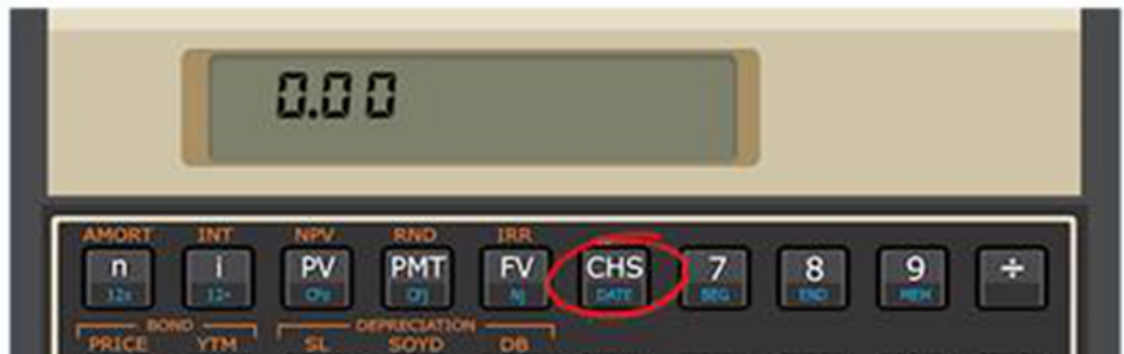 0.00
AMORT INT NPV RND IRR
n i PV PMT FV CHS 7 8 9 ÷
12x 12÷ CFo CFj Nj DATE BEG END MEM
BOND DEPRECIATION
PRICE YTM SL SOYD DB